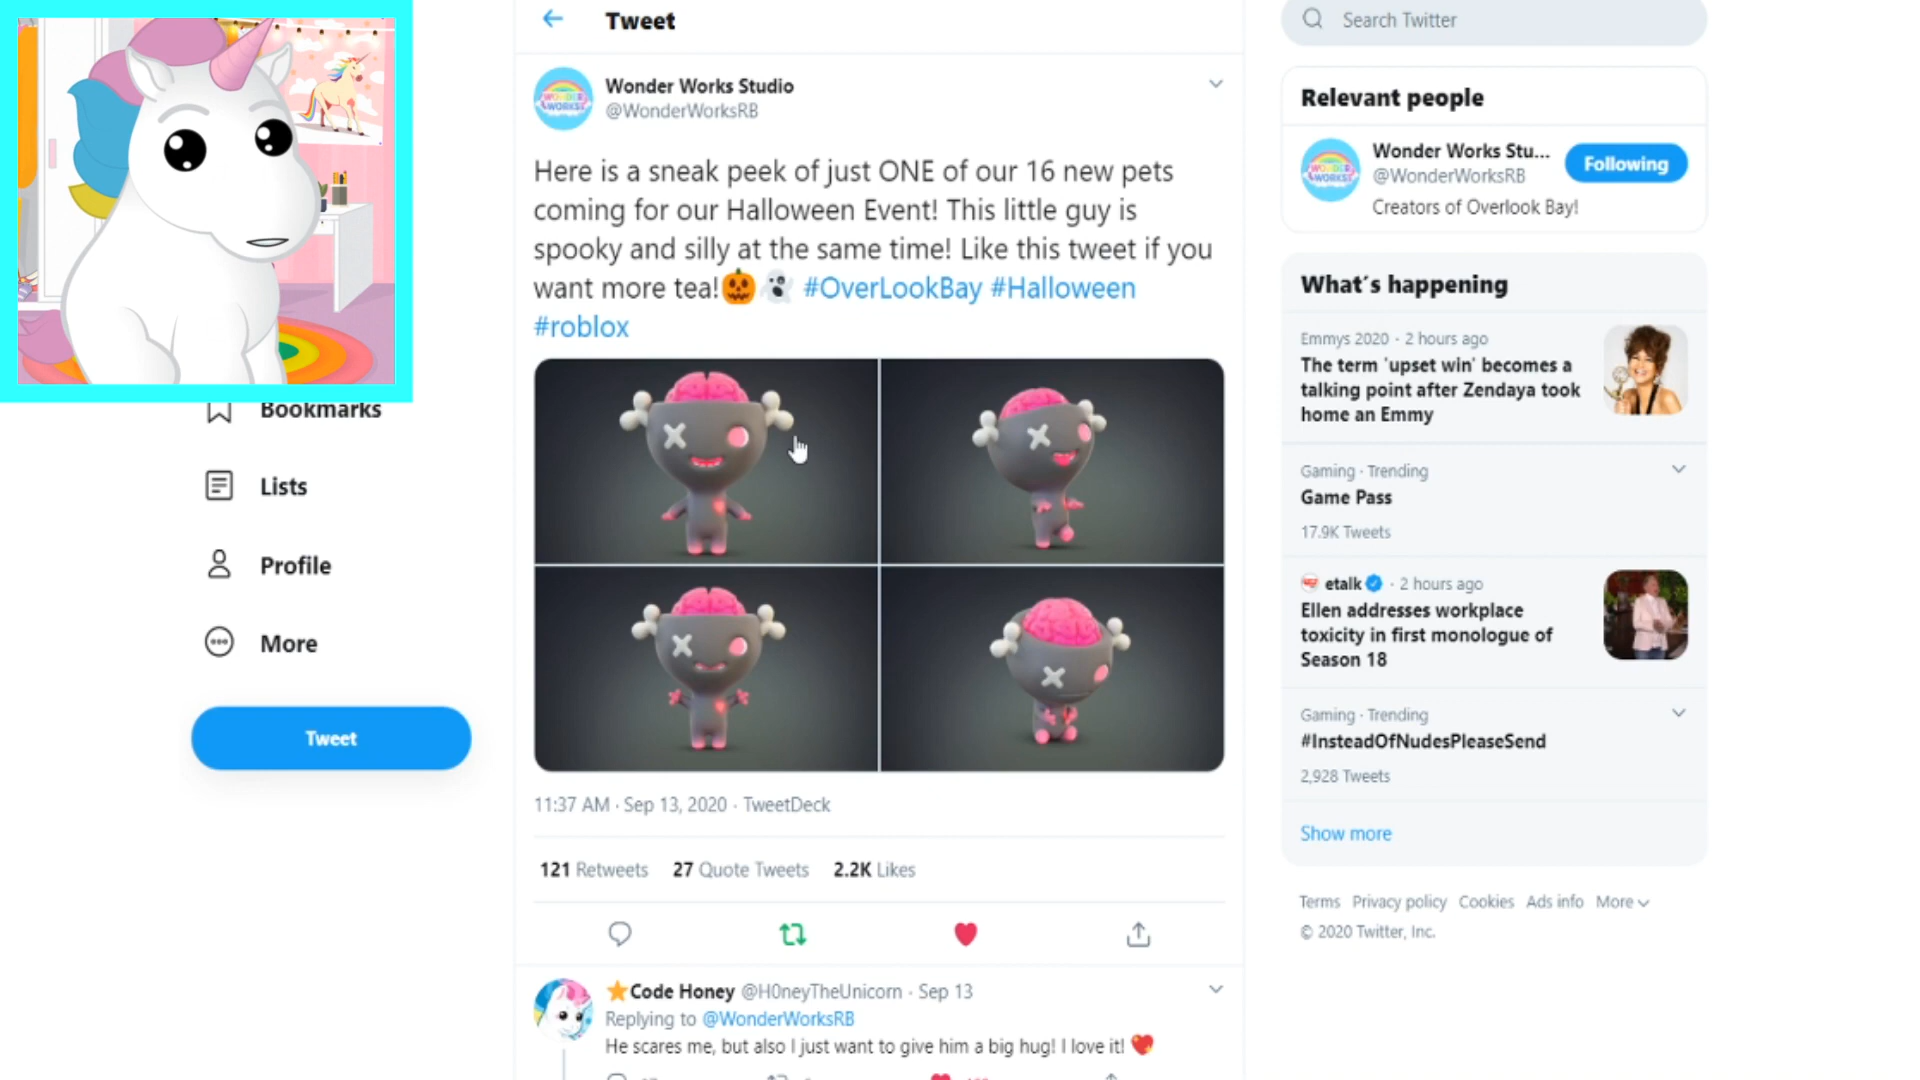 Tweet
Search Twitter
Wonder Works Studio
@WonderWorksRB
Here is a sneak peek of just ONE of our 16 new pets
coming for our Halloween Event! This little guy is
spooky and silly at the same time! Like this tweet if you
want more tea!🎃👻 #OverLookBay #Halloween
#roblox
11:37 AM · Sep 13, 2020 · TweetDeck
121 Retweets 27 Quote Tweets 2.2K Likes
⭐Code Honey @H0neyTheUnicorn · Sep 13
Replying to @WonderWorksRB
He scares me, but also I just want to give him a big hug! I love it! 💖
Bookmarks
Lists
Profile
More
Tweet
Relevant people
Wonder Works Stu...
@WonderWorksRB
Following
Creators of Overlook Bay!
What's happening
Emmys 2020 · 2 hours ago
The term 'upset win' becomes a
talking point after Zendaya took
home an Emmy
Gaming · Trending
Game Pass
17.9K Tweets
etalk · 2 hours ago
Ellen addresses workplace
toxicity in first monologue of
Season 18
Gaming · Trending
#InsteadOfNudesPleaseSend
2,928 Tweets
Show more
Terms Privacy policy Cookies Ads info More
© 2020 Twitter, Inc.